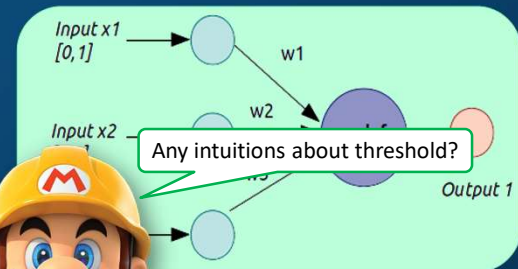 Input x1
[0,1]
w1
w2
Input x2
Any intuitions about threshold?
Output 1
M